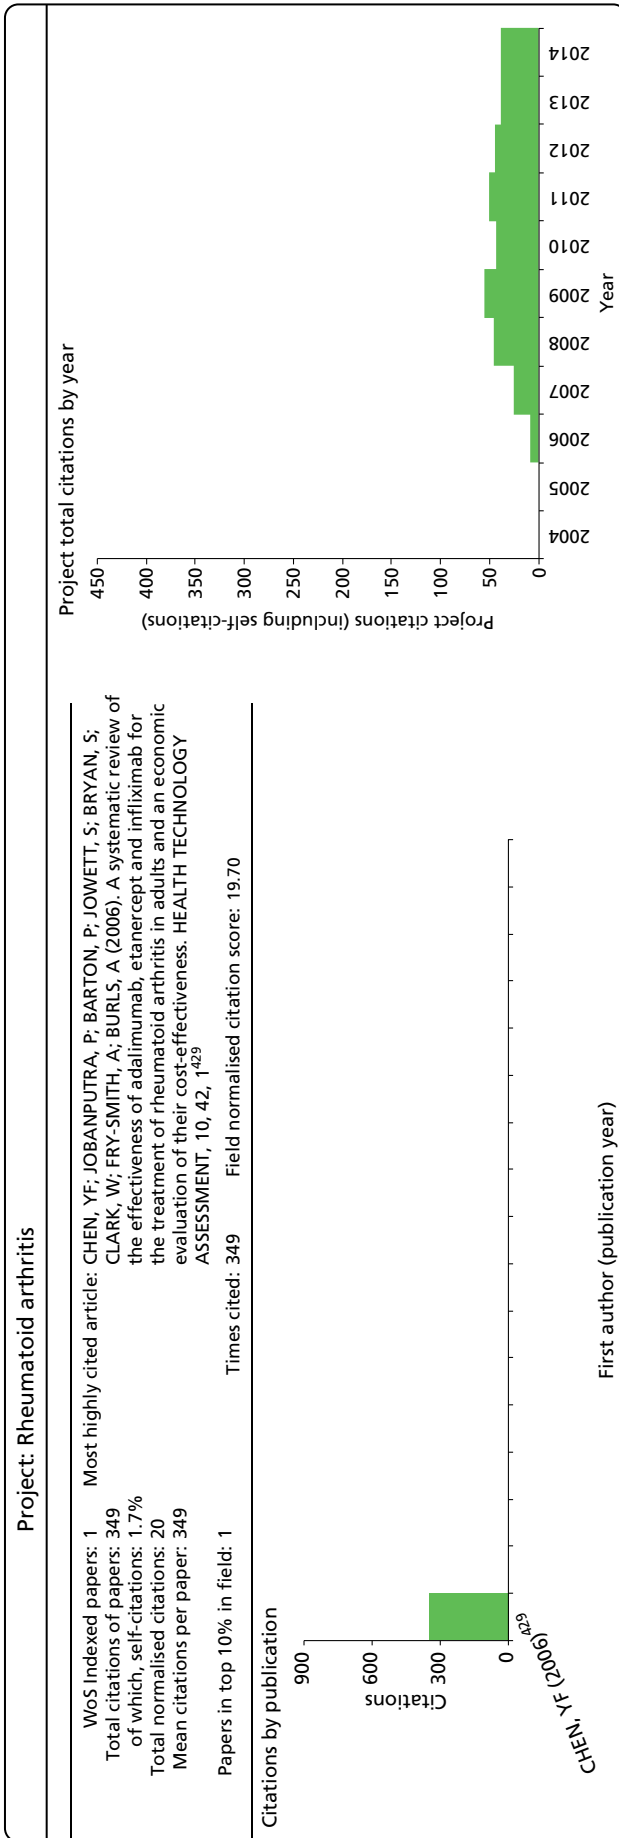 Project: Rheumatoid arthritis
WoS Indexed papers: 1
Total citations of papers: 349
of which, self-citations: 1.7%
Total normalised citations: 20
Mean citations per paper: 349
Papers in top 10% in field: 1
Most highly cited article: CHEN, YF; JOBANPUTRA, P; BARTON, P; JOWETT, S; BRYAN, S;
CLARK, W; FRY-SMITH, A; BURLS, A (2006). A systematic review of
the effectiveness of adalimumab, etanercept and infliximab for
the treatment of rheumatoid arthritis in adults and an economic
evaluation of their cost-effectiveness. HEALTH TECHNOLOGY
ASSESSMENT, 10, 42, 1⁴²⁹
Times cited: 349 Field normalised citation score: 19.70
Citations by publication
Citations
900
600
300
0
CHEN, YF (2006)⁴²⁹
First author (publication year)
Project total citations by year
Project citations (including self-citations)
450
400
350
300
250
200
150
100
50
0
2004
2005
2006
2007
2008
2009
2010
2011
2012
2013
2014
Year